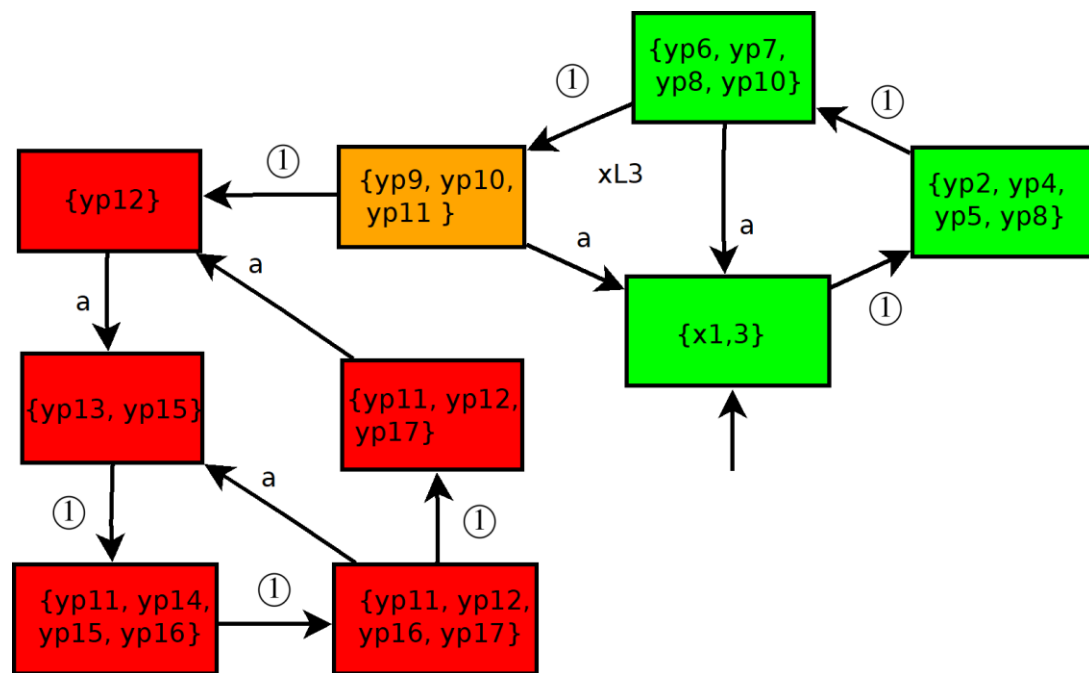 {yp6, yp7,
yp8, yp10}
①
①
①
{yp12}
{yp9, yp10,
yp11 }
xL3
{yp2, yp4,
yp5, yp8}
a
a
a
a
①
{x1,3}
{yp13, yp15}
{yp11, yp12,
yp17}
a
①
①
①
{yp11, yp14,
yp15, yp16}
{yp11, yp12,
yp16, yp17}